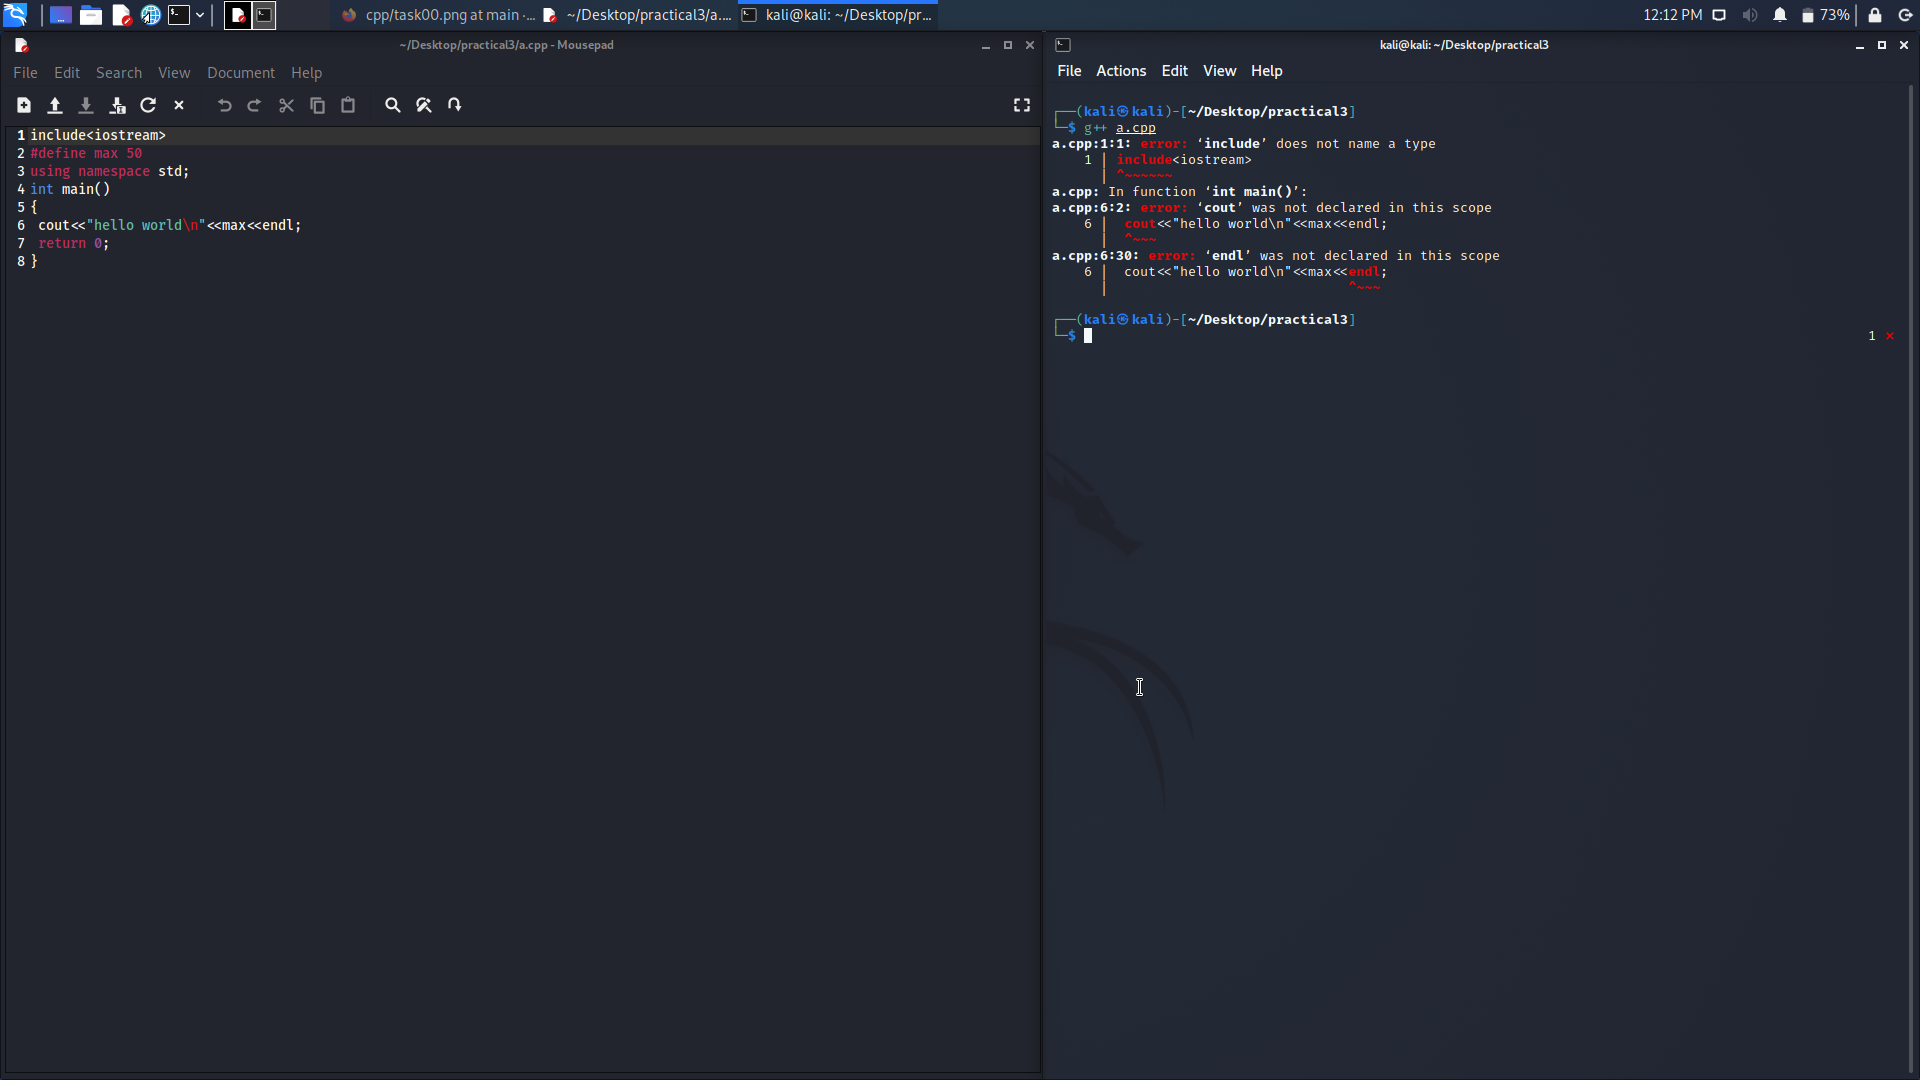 cpp/task00.png at main ·...
~/Desktop/practical3/a....
kali@kali: ~/Desktop/pr...
12:12 PM
73%
~/Desktop/practical3/a.cpp - Mousepad
File Edit Search View Document Help
1 include<iostream>
2 #define max 50
3 using namespace std;
4 int main()
5 {
6  cout<<"hello world\n"<<max<<endl;
7  return 0;
8 }
kali@kali: ~/Desktop/practical3
File Actions Edit View Help
┌──(kali㉿kali)-[~/Desktop/practical3]
└─$ g++ a.cpp
a.cpp:1:1: error: ‘include’ does not name a type
    1 | include<iostream>
      | ^~~~~~~
a.cpp: In function ‘int main()’:
a.cpp:6:2: error: ‘cout’ was not declared in this scope
    6 |  cout<<"hello world\n"<<max<<endl;
      |  ^~~~
a.cpp:6:30: error: ‘endl’ was not declared in this scope
    6 |  cout<<"hello world\n"<<max<<endl;
      |                              ^~~~
┌──(kali㉿kali)-[~/Desktop/practical3]
└─$ 1 ⨯